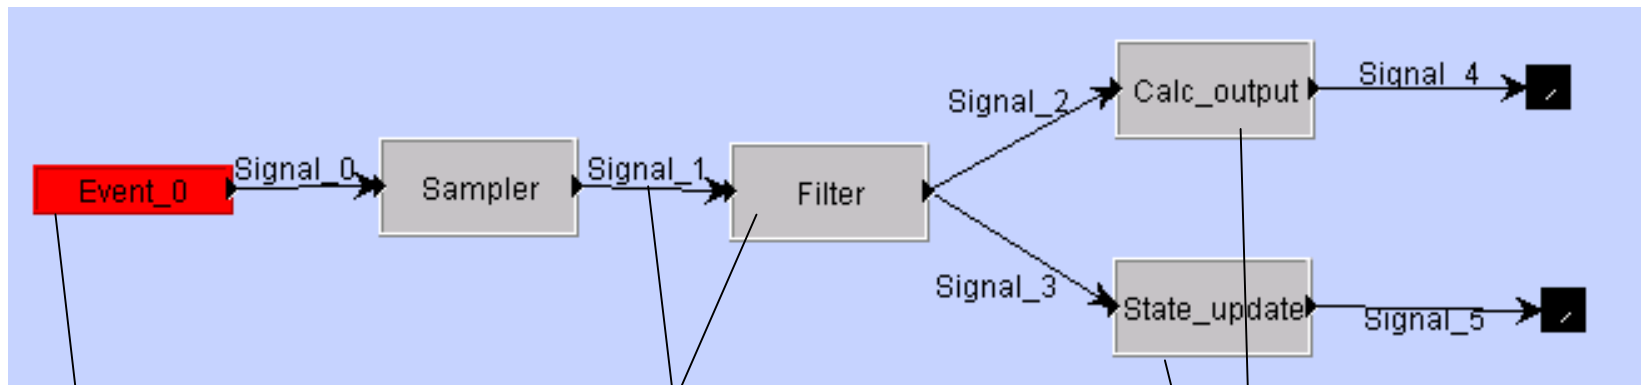 Event_0
Signal_0
Sampler
Signal_1
Filter
Signal_2
Calc_output
Signal_4
Signal_3
State_update
Signal_5